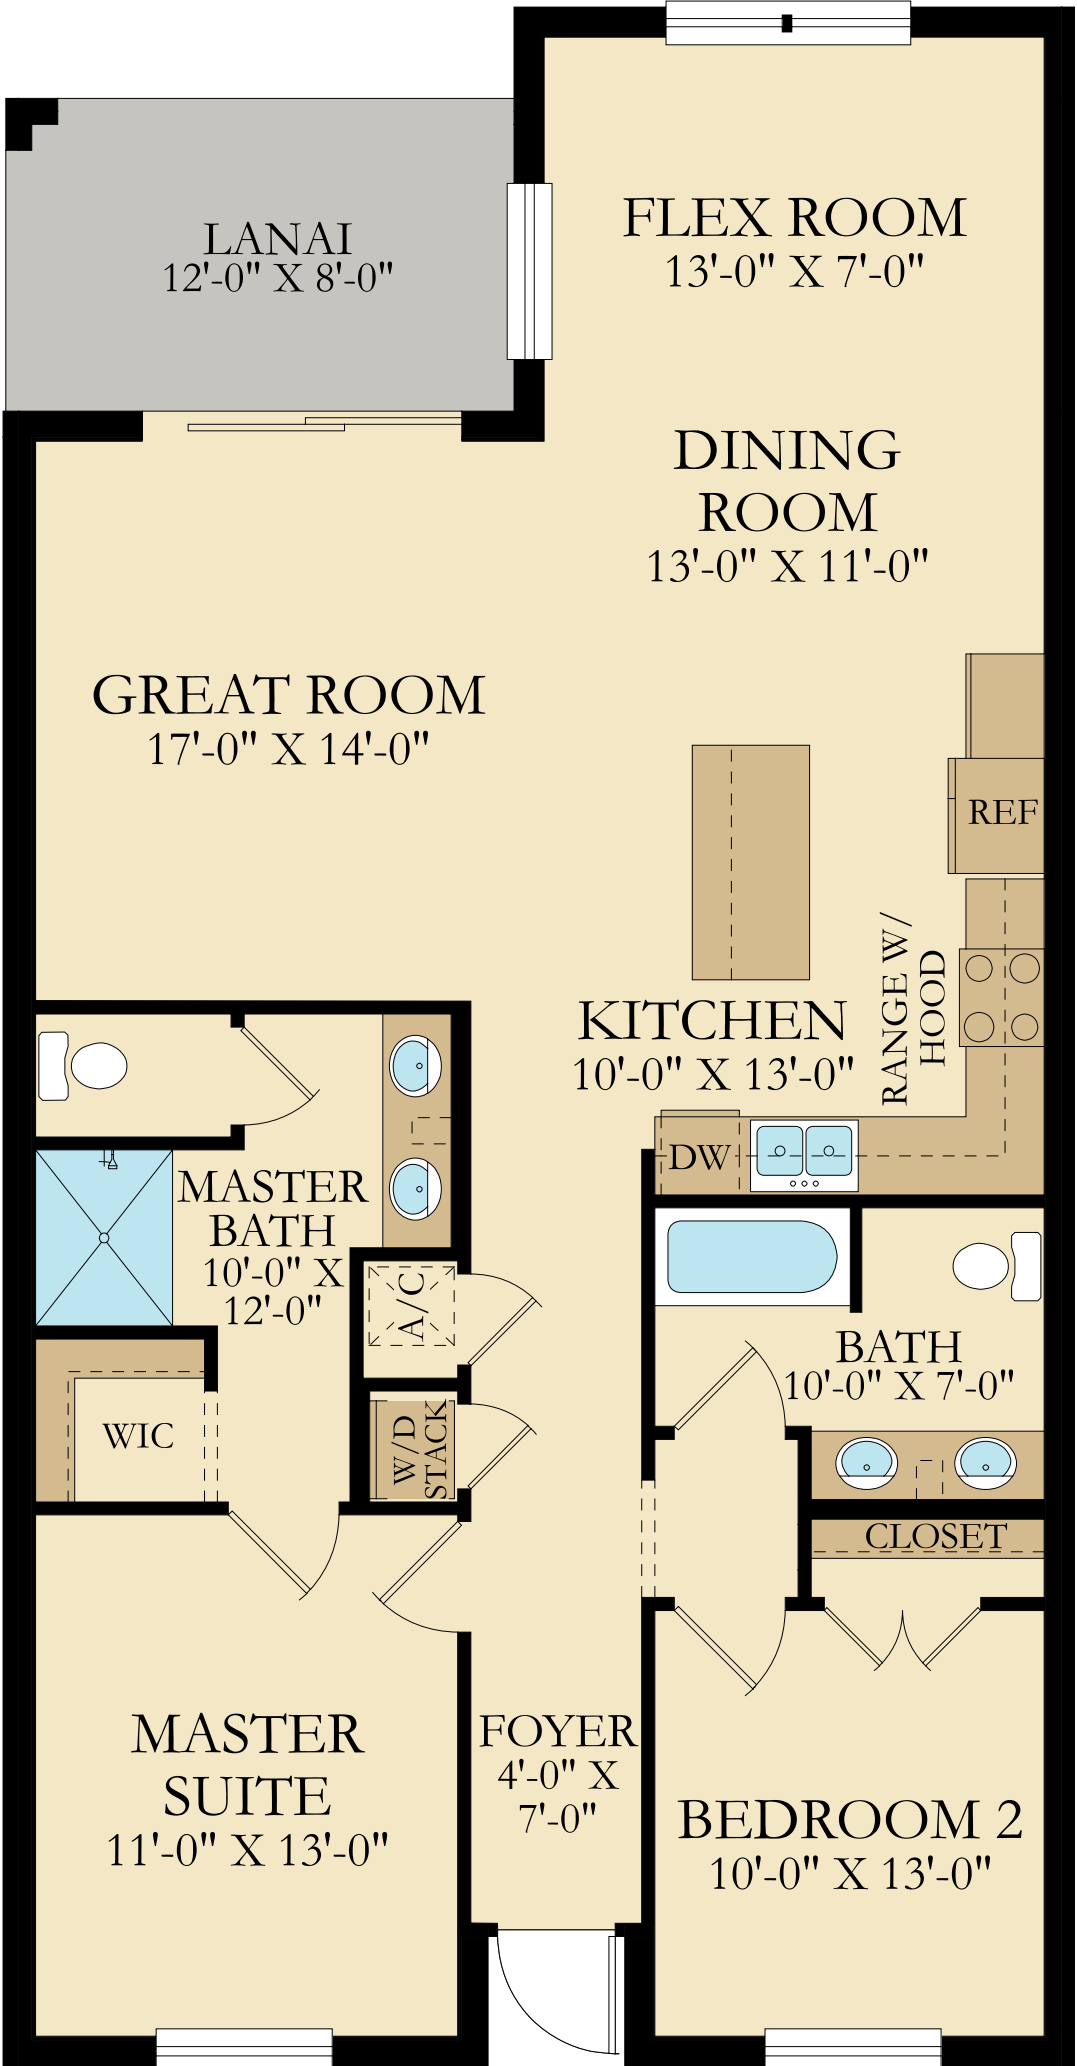 FLEX ROOM
13'-0" X 7'-0"
LANAI
12'-0" X 8'-0"
DINING
ROOM
13'-0" X 11'-0"
GREAT ROOM
17'-0" X 14'-0"
REF
RANGE W/
HOOD
KITCHEN
10'-0" X 13'-0"
DW
MASTER
BATH
10'-0" X
12'-0"
A/C
BATH
10'-0" X 7'-0"
WIC
W/D
STACK
CLOSET
MASTER
SUITE
11'-0" X 13'-0"
FOYER
4'-0" X
7'-0"
BEDROOM 2
10'-0" X 13'-0"